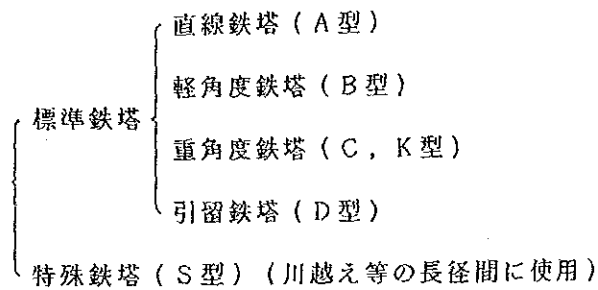 直線鉄塔（A型）
軽角度鉄塔（B型）
標準鉄塔
重角度鉄塔（C，K型）
引留鉄塔（D型）
特殊鉄塔（S型）（川越え等の長径間に使用）